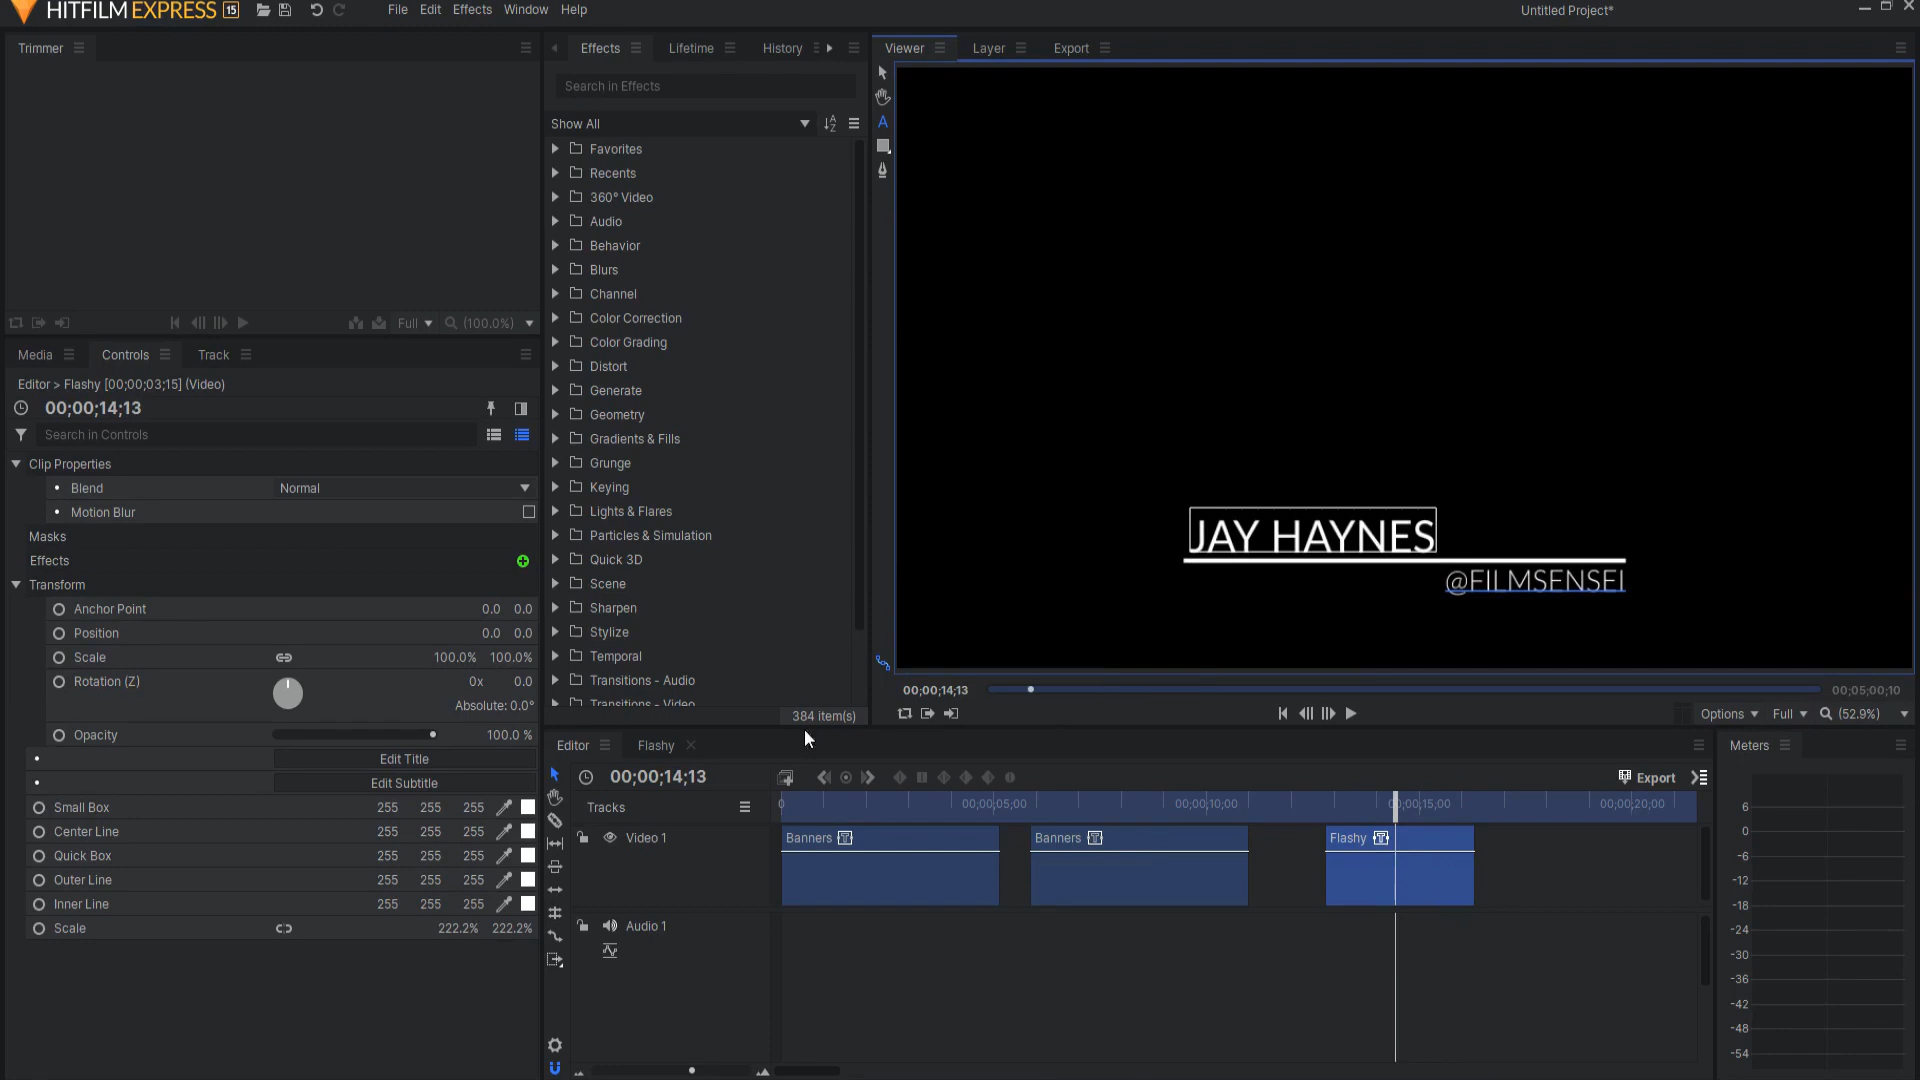 HITFILM EXPRESS 15
File Edit Effects Window Help
Untitled Project*
Trimmer
Full (100.0%)
Media Controls Track
Editor > Flashy [00;00;03;15] (Video)
00;00;14;13
Search in Controls
Clip Properties
Blend Normal
Motion Blur
Masks
Effects
Transform
Anchor Point 0.0 0.0
Position 0.0 0.0
Scale 100.0% 100.0%
Rotation (Z) 0x 0.0
Absolute: 0.0°
Opacity 100.0 %
Edit Title
Edit Subtitle
Small Box 255 255 255
Center Line 255 255 255
Quick Box 255 255 255
Outer Line 255 255 255
Inner Line 255 255 255
Scale 222.2% 222.2%
Effects Lifetime History
Search in Effects
Show All
Favorites
Recents
360° Video
Audio
Behavior
Blurs
Channel
Color Correction
Color Grading
Distort
Generate
Geometry
Gradients & Fills
Grunge
Keying
Lights & Flares
Particles & Simulation
Quick 3D
Scene
Sharpen
Stylize
Temporal
Transitions - Audio
Transitions - Video
384 item(s)
Viewer Layer Export
A
JAY HAYNES
@FILMSENSEI
00;00;14;13 00;05;00;10
Options Full (52.9%)
Editor Flashy
00;00;14;13 Export
Tracks 0 00;00;05;00 00;00;10;00 00;00;15;00 00;00;20;00
Video 1 Banners T Banners T Flashy T
Audio 1
Meters
6
0
-6
-12
-18
-24
-30
-36
-42
-48
-54